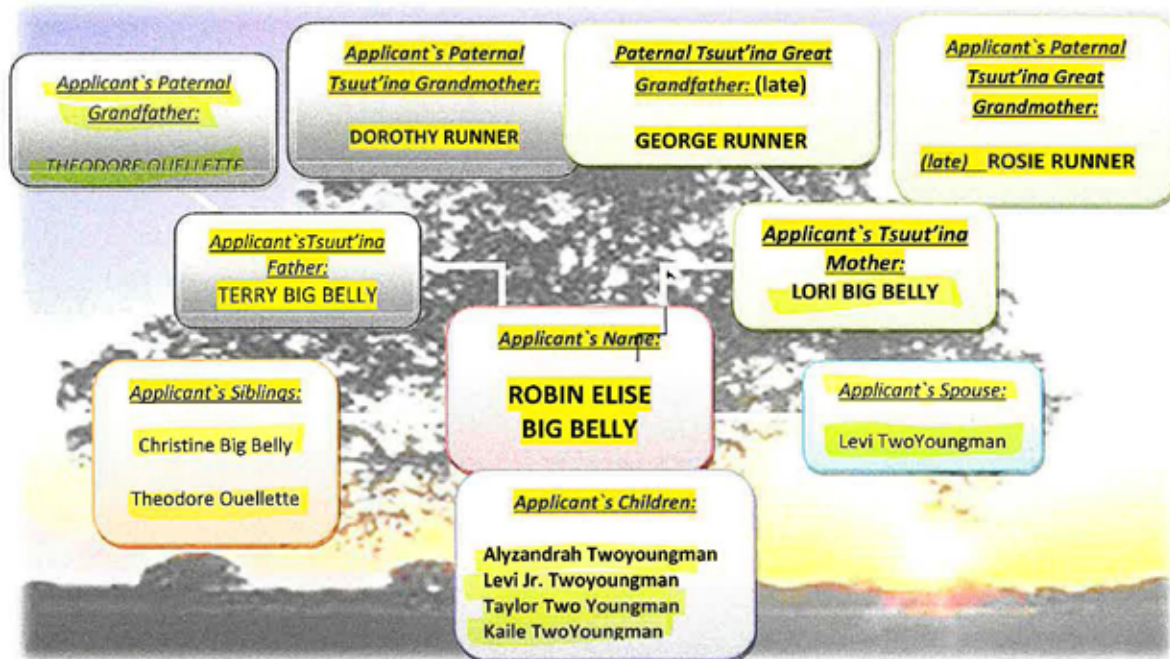 Applicant`s Paternal
Grandfather:
THEODORE OUELLETTE
Applicant`s Paternal
Tsuut'ina Grandmother:
DOROTHY RUNNER
Paternal Tsuut'ina Great
Grandfather: (late)
GEORGE RUNNER
Applicant`s Paternal
Tsuut'ina Great
Grandmother:
(late) ROSIE RUNNER
Applicant`sTsuut'ina
Father:
TERRY BIG BELLY
Applicant`s Tsuut'ina
Mother:
LORI BIG BELLY
Applicant`s Name:
ROBIN ELISE
BIG BELLY
Applicant`s Siblings:
Christine Big Belly
Theodore Ouellette
Applicant`s Spouse:
Levi TwoYoungman
Applicant`s Children:
Alyzandrah Twoyoungman
Levi Jr. Twoyoungman
Taylor Two Youngman
Kaile TwoYoungman